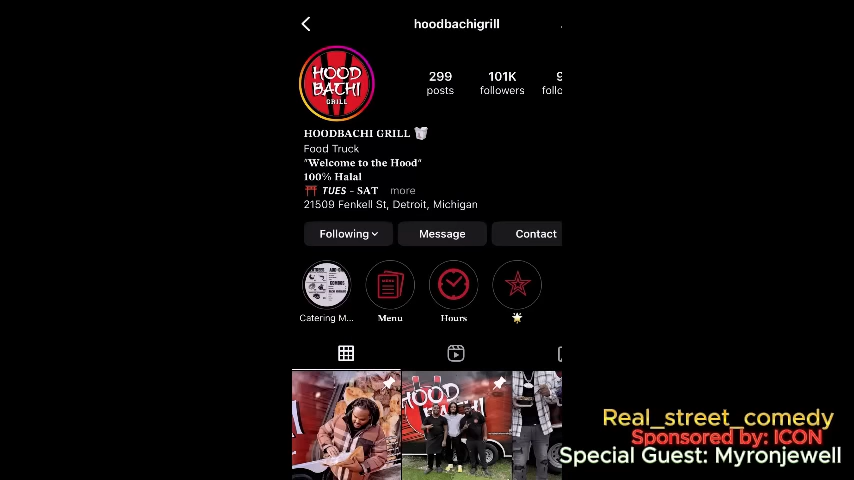 hoodbachigrill
HOOD
BACHI
GRILL
299
posts
101K
followers
HOODBACHI GRILL
Food Truck
"Welcome to the Hood"
100% Halal
TUES - SAT more
21509 Fenkell St, Detroit, Michigan
Following
Message
Contact
Catering M...
Menu
Hours
HOOD
BACHI
Real_street_comedy
Sponsored by: ICON
Special Guest: Myronjewell